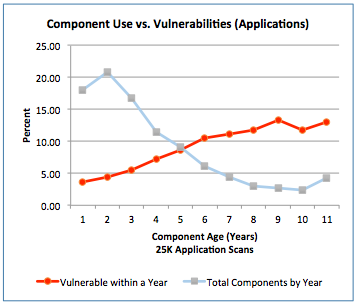 Component Use vs. Vulnerabilities (Applications)
25.00
20.00
15.00
10.00
5.00
0.00
Percent
1 2 3 4 5 6 7 8 9 10 11
Component Age (Years)
25K Application Scans
Vulnerable within a Year Total Components by Year